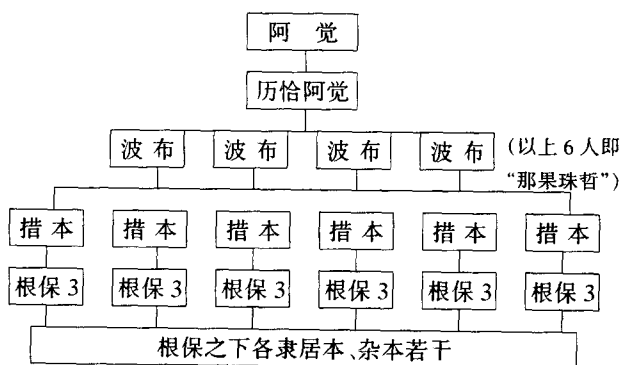 阿 觉
历恰阿觉
波布 波布 波布 波布 (以上6人即
“那果珠哲”)
措本 措本 措本 措本 措本 措本
根保3 根保3 根保3 根保3 根保3 根保3
根保之下各隶居本、杂本若干